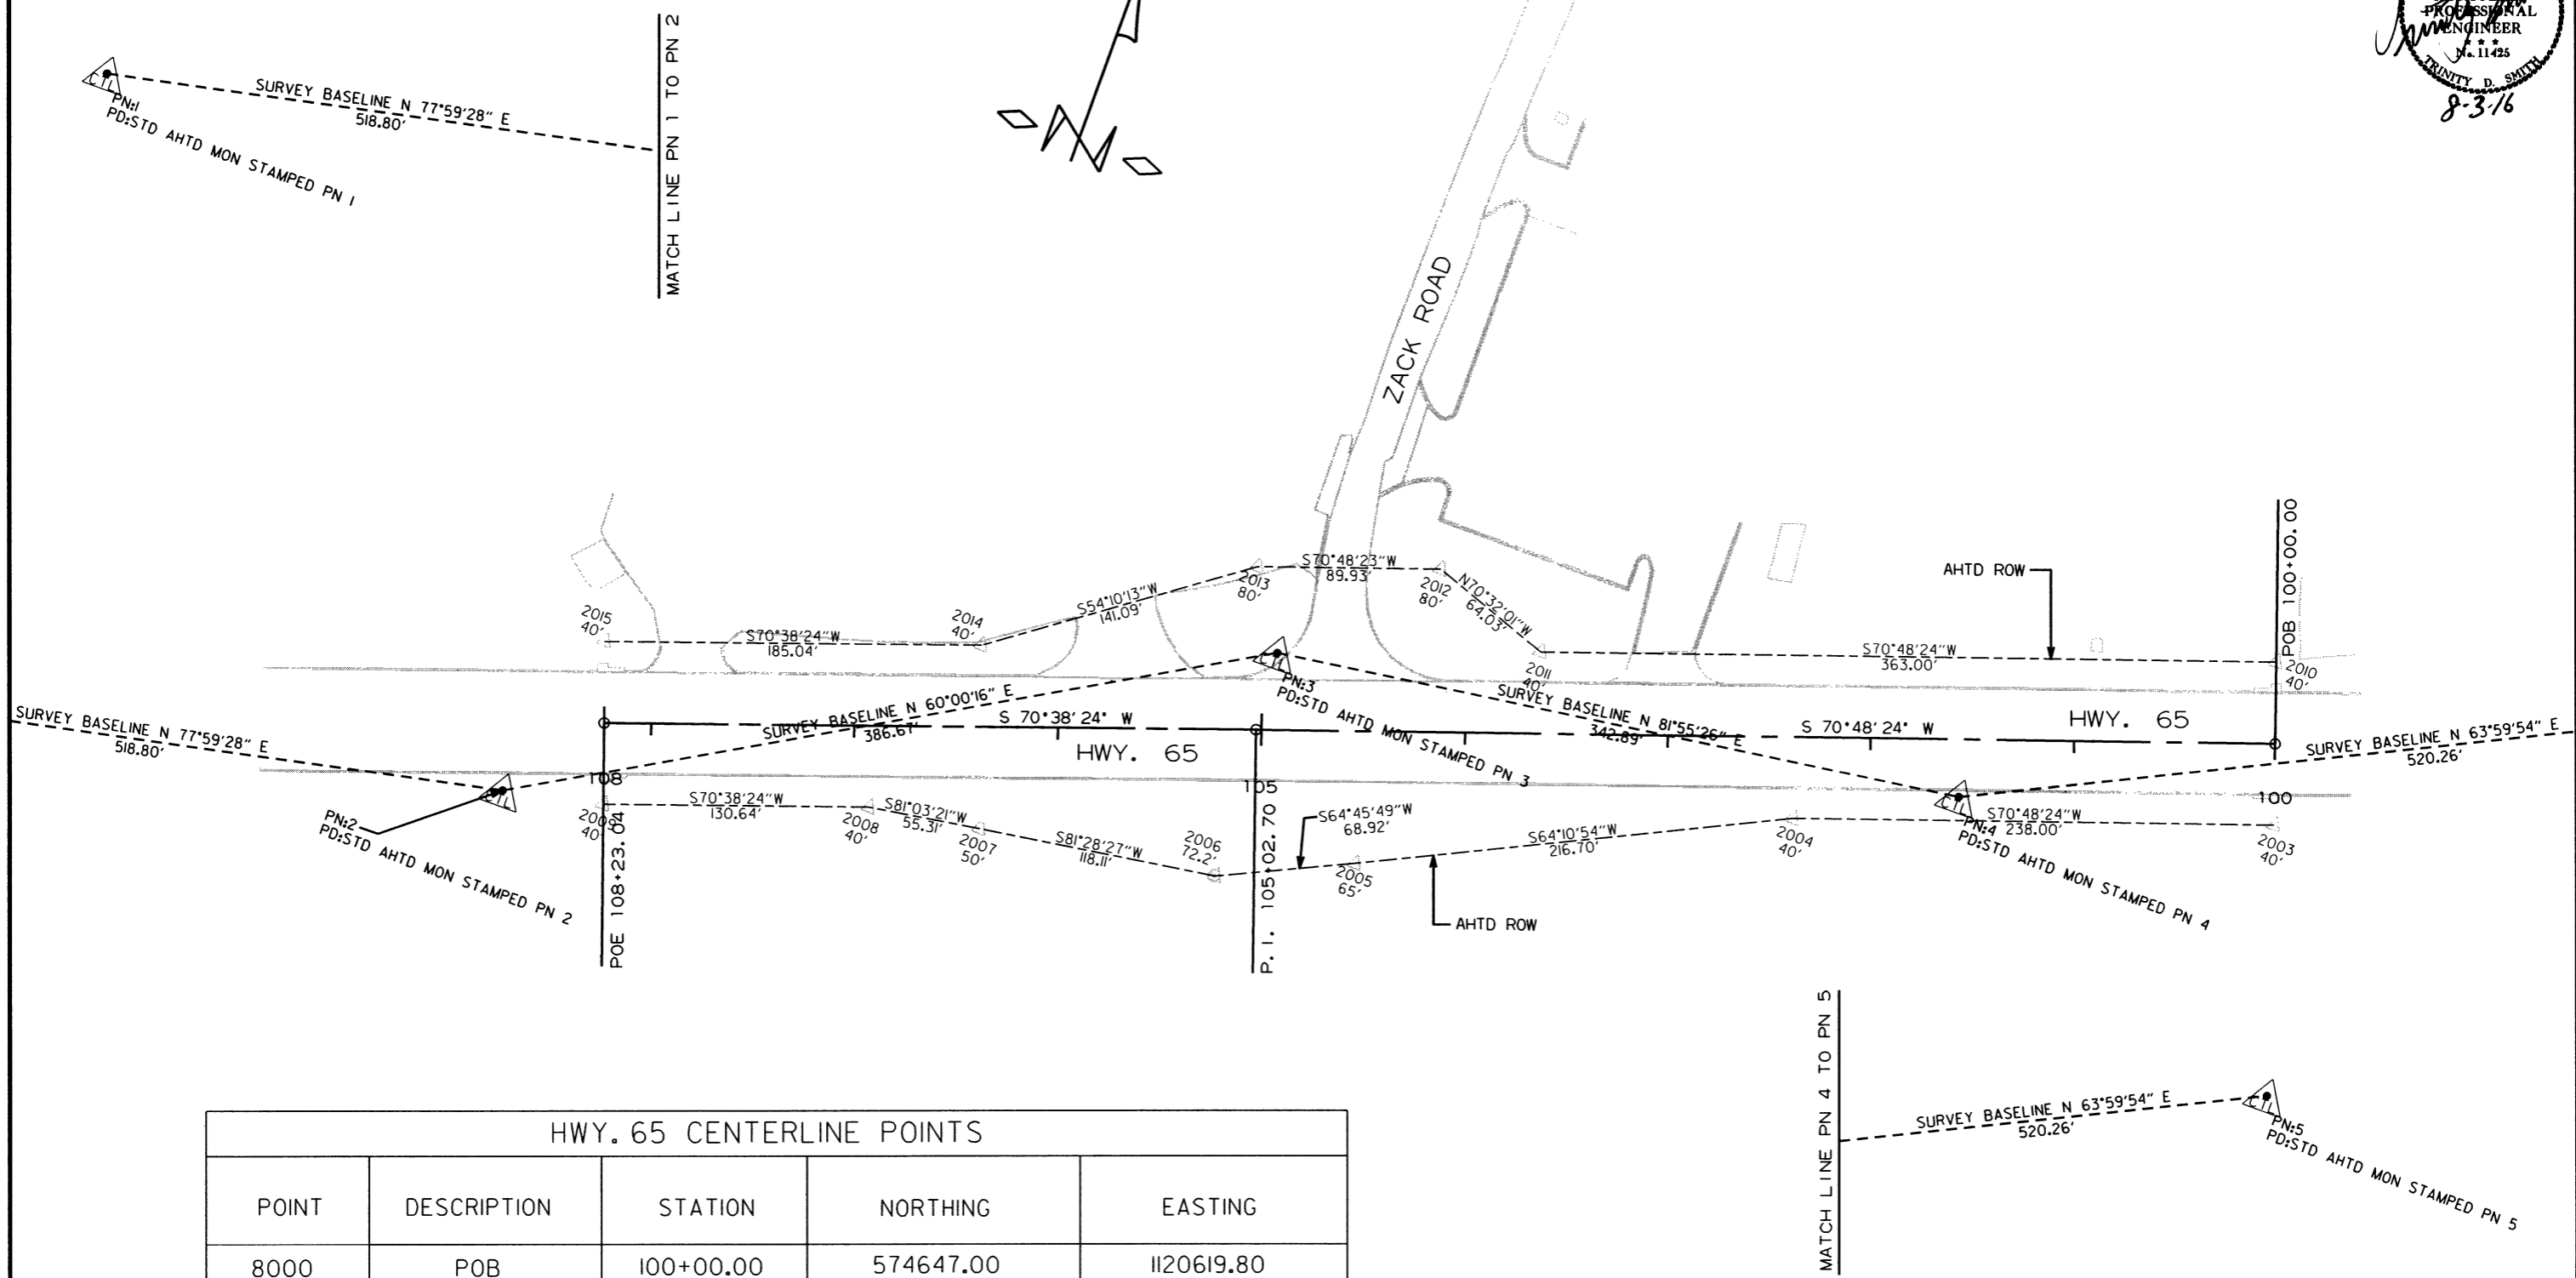 PROFESSIONAL
ENGINEER
★ ★ ★
No. 11425
TRINITY D. SMITH
8-3-16
SURVEY BASELINE N 77°59'28" E
518.80'
PN:1
PD:STD AHTD MON STAMPED PN 1
MATCH LINE PN 1 TO PN 2
ZACK ROAD
2015
40'
S70°38'24"W
185.04'
2014
40'
S54°10'13"W
141.09'
2013
80'
S70°48'23"W
89.93'
2012
80'
N70°32'01"W
64.03'
2011
40'
AHTD ROW
S70°48'24"W
363.00'
POB 100+00.00
2010
40'
PN:3
PD:STD AHTD MON STAMPED PN 3
SURVEY BASELINE N 77°59'28" E
518.80'
SURVEY BASELINE N 60°00'16" E
386.67'
S 70°38'24" W
HWY. 65
SURVEY BASELINE N 81°55'26" E
342.89'
S 70°48'24" W
HWY. 65
SURVEY BASELINE N 63°59'54" E
520.26'
108
105
100
PN:2
PD:STD AHTD MON STAMPED PN 2
2009
40'
POE 108+23.04
S70°38'24"W
130.64'
2008
40'
S81°03'21"W
55.31'
2007
50'
S81°28'27"W
118.11'
2006
72.2'
P.I. 105+02.70
S64°45'49"W
68.92'
2005
65'
AHTD ROW
S64°10'54"W
216.70'
2004
40'
PN:4
PD:STD AHTD MON STAMPED PN 4
S70°48'24"W
238.00'
2003
40'
MATCH LINE PN 4 TO PN 5
SURVEY BASELINE N 63°59'54" E
520.26'
PN:5
PD:STD AHTD MON STAMPED PN 5
CTL
CTL
CTL
CTL
CTL
HWY. 65 CENTERLINE POINTS
POINT DESCRIPTION STATION NORTHING EASTING
8000 POB 100+00.00 574647.00 1120619.80